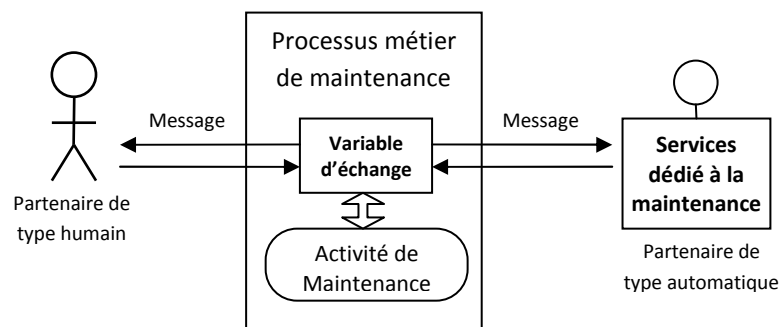 Processus métier
de maintenance
Message
Message
Variable
d'échange
Services
dédié à la
maintenance
Partenaire de
type humain
Activité de
Maintenance
Partenaire de
type automatique